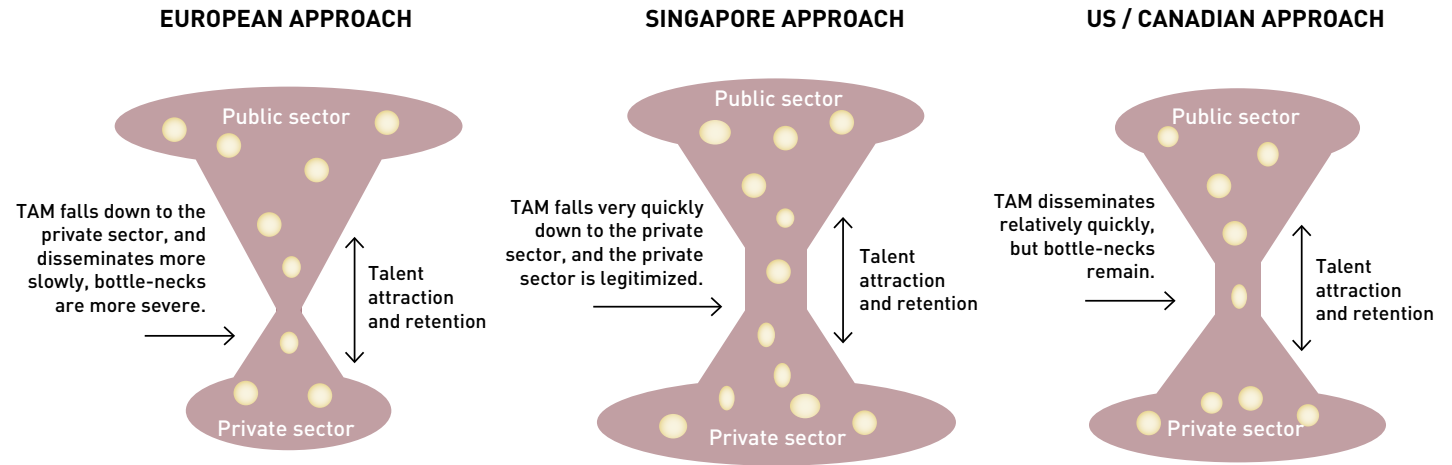 EUROPEAN APPROACH
Public sector
TAM falls down to the
private sector, and
disseminates more
slowly, bottle-necks
are more severe.
Talent
attraction
and retention
Private sector
SINGAPORE APPROACH
Public sector
TAM falls very quickly
down to the private
sector, and the private
sector is legitimized.
Talent
attraction
and retention
Private sector
US / CANADIAN APPROACH
Public sector
TAM disseminates
relatively quickly,
but bottle-necks
remain.
Talent
attraction
and retention
Private sector